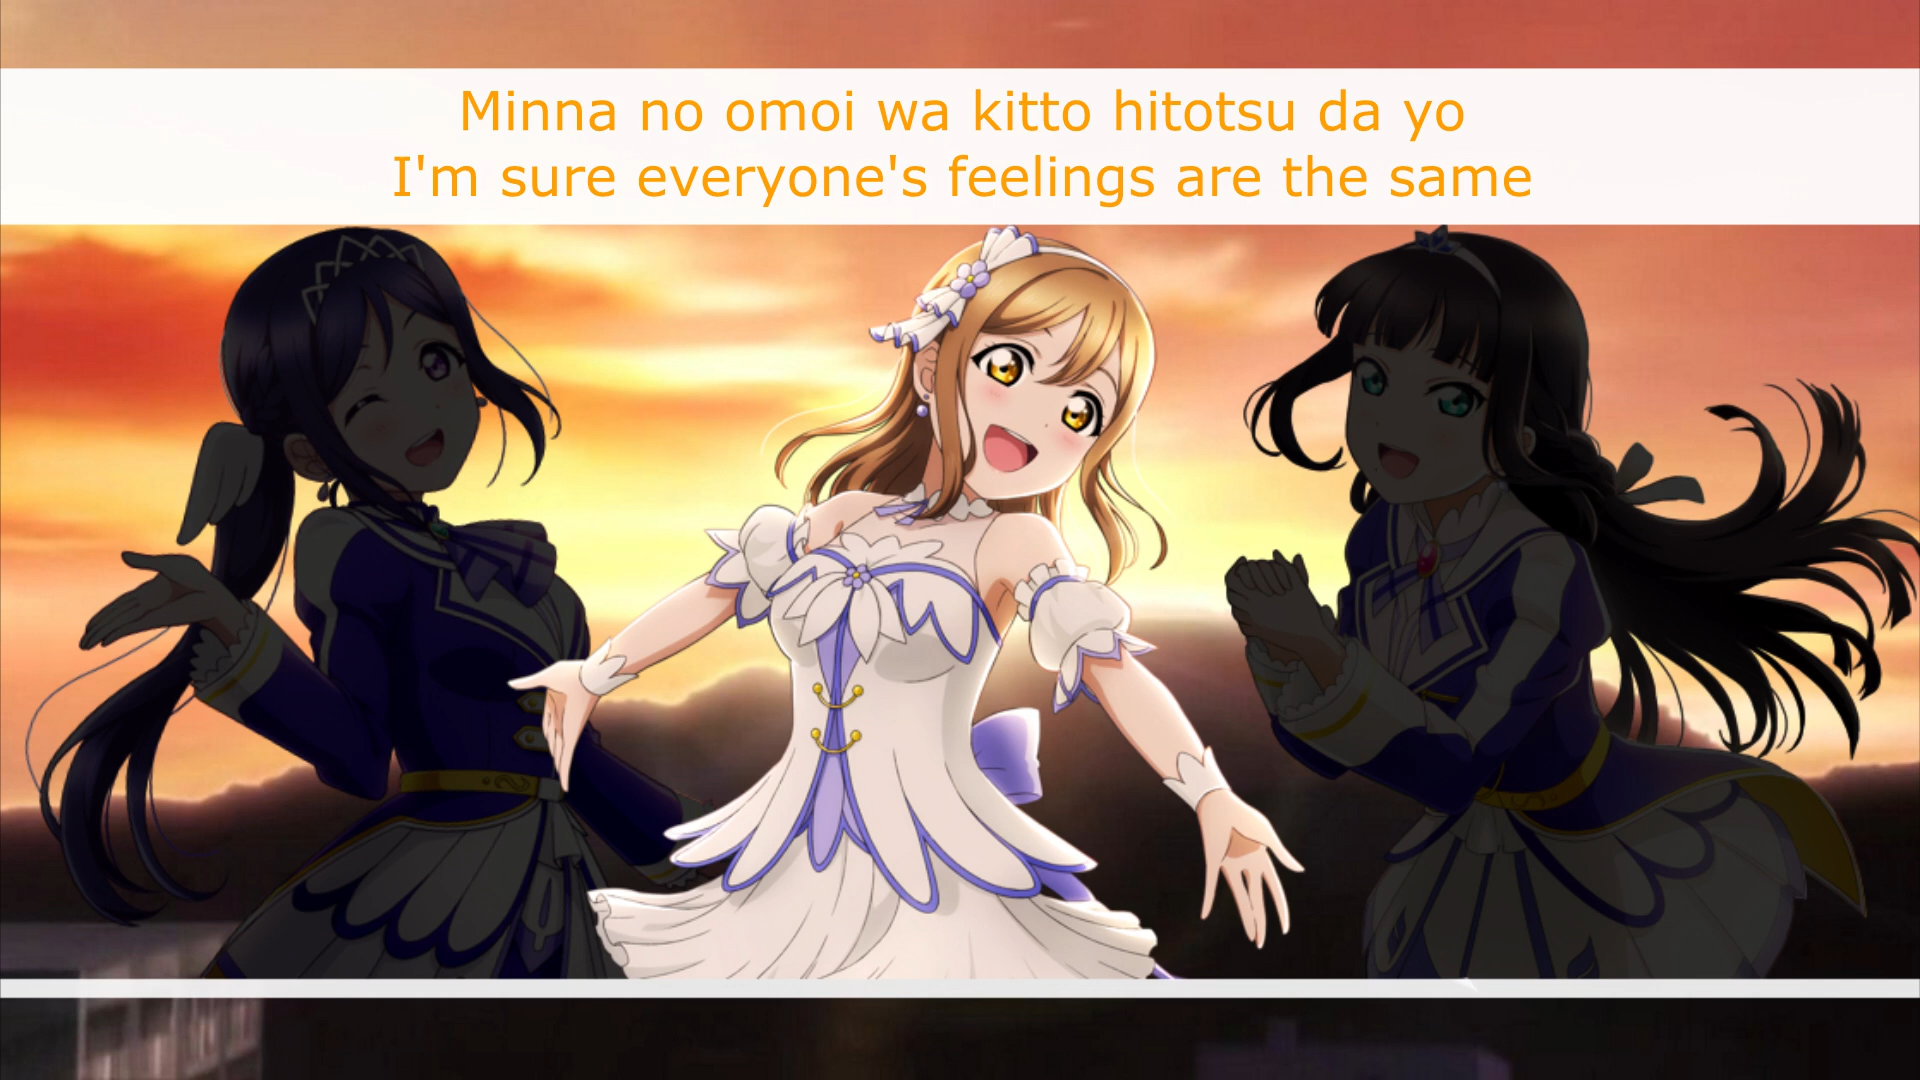 Minna no omoi wa kitto hitotsu da yo
I'm sure everyone's feelings are the same